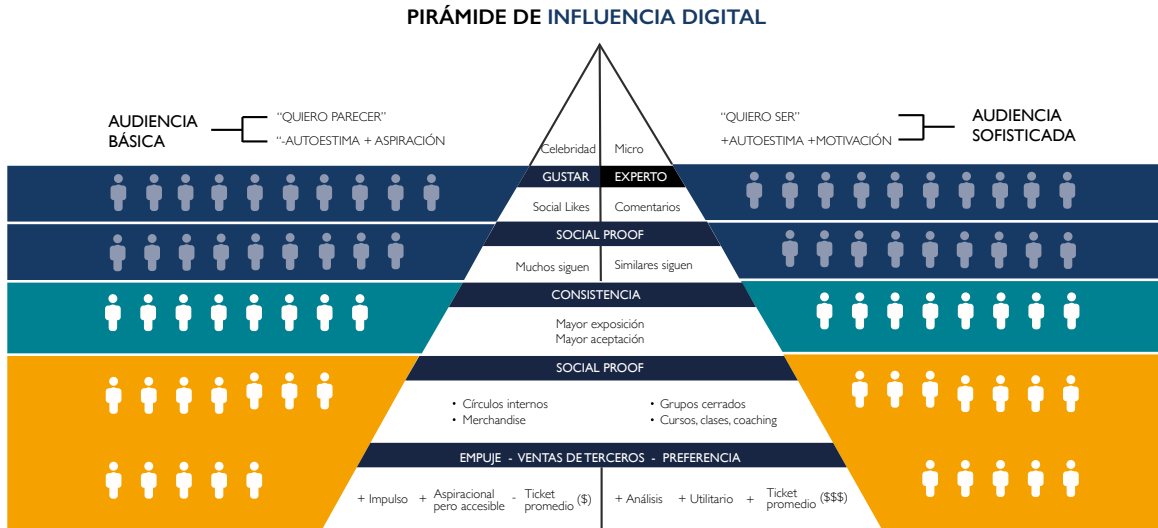 PIRÁMIDE DE INFLUENCIA DIGITAL
AUDIENCIA
BÁSICA
"QUIERO PARECER"
"-AUTOESTIMA + ASPIRACIÓN
"QUIERO SER"
+AUTOESTIMA +MOTIVACIÓN
AUDIENCIA
SOFISTICADA
Celebridad Micro
GUSTAR EXPERTO
Social Likes Comentarios
SOCIAL PROOF
Muchos siguen Similares siguen
CONSISTENCIA
Mayor exposición
Mayor aceptación
SOCIAL PROOF
• Círculos internos
• Merchandise
• Grupos cerrados
• Cursos, clases, coaching
EMPUJE - VENTAS DE TERCEROS - PREFERENCIA
+ Impulso + Aspiracional
pero accesible - Ticket
promedio ($)
+ Análisis + Utilitario + Ticket
promedio ($$$)